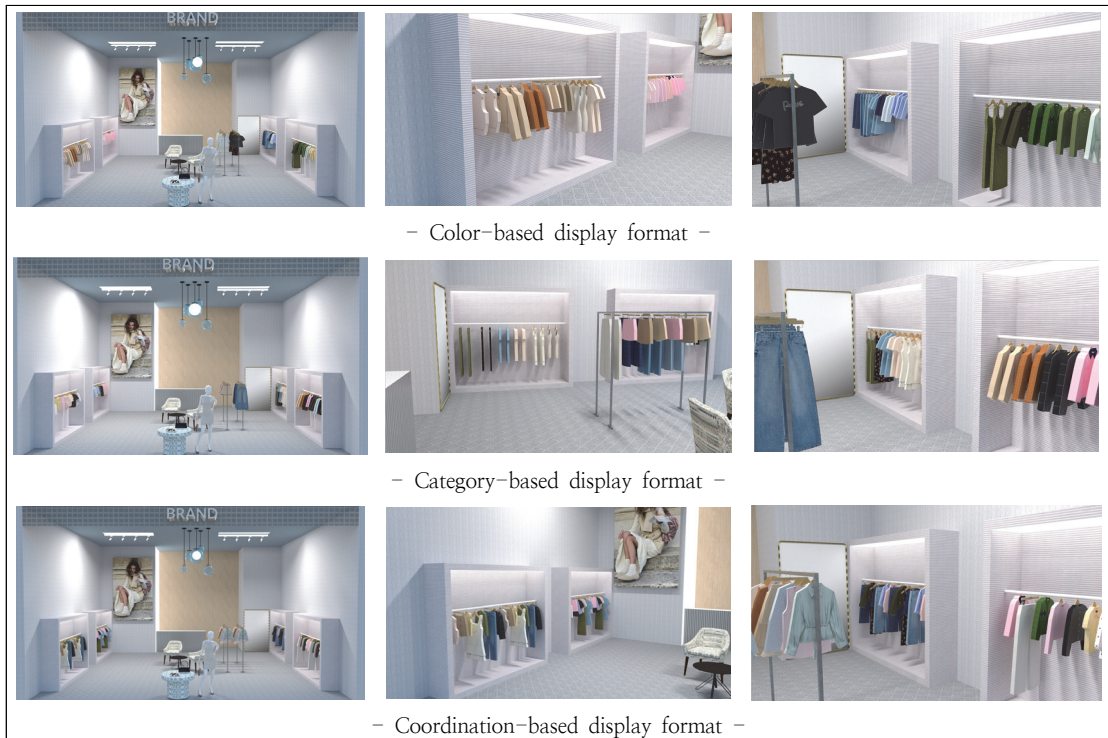 BRAND
- Color-based display format -
BRAND
- Category-based display format -
BRAND
- Coordination-based display format -